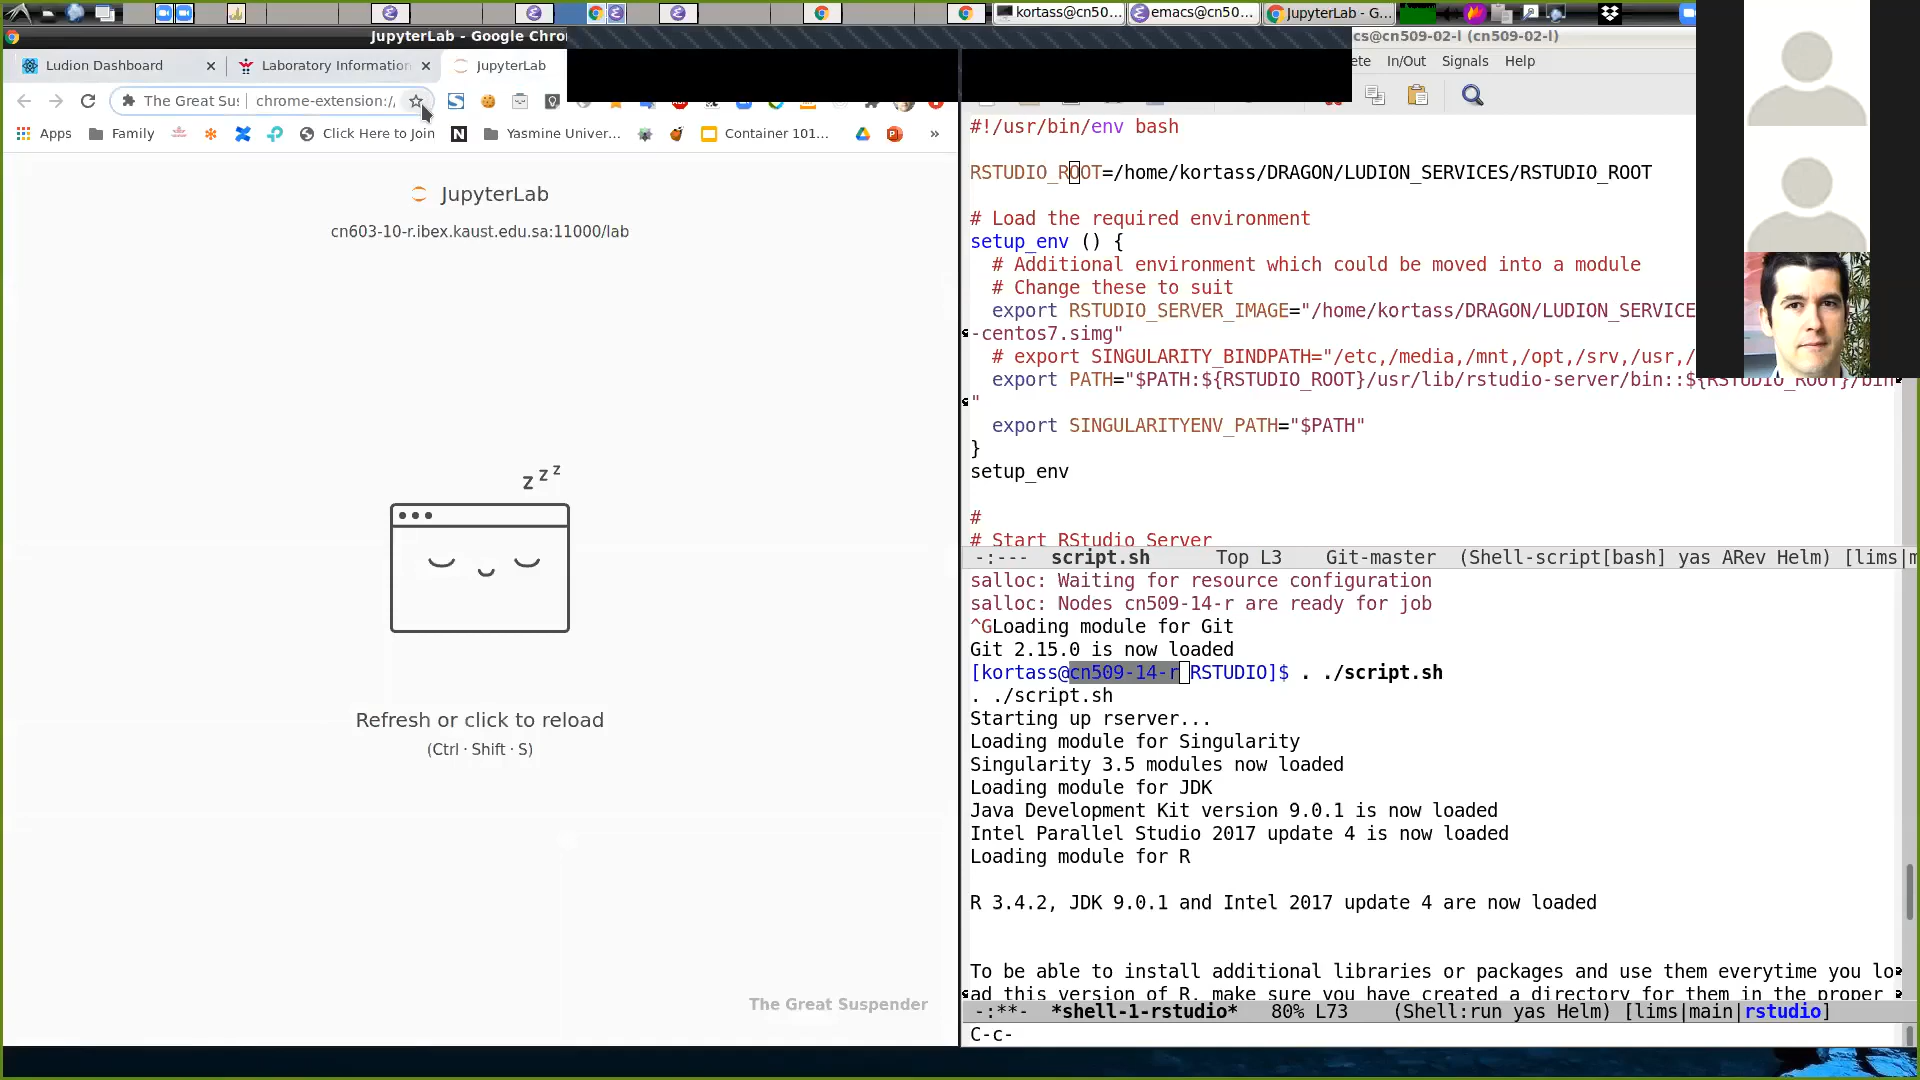 kortass@cn50...
emacs@cn50...
JupyterLab - G...
JupyterLab - Google Chro
cs@cn509-02-l (cn509-02-l)
Ludion Dashboard
Laboratory Information
JupyterLab
ete In/Out Signals Help
The Great Su
chrome-extension://
Apps
Family
Click Here to Join
Yasmine Univer...
Container 101...
»
JupyterLab
cn603-10-r.ibex.kaust.edu.sa:11000/lab
z z z
Refresh or click to reload
(Ctrl · Shift · S)
The Great Suspender
#!/usr/bin/env bash
RSTUDIO_ROOT=/home/kortass/DRAGON/LUDION_SERVICES/RSTUDIO_ROOT
# Load the required environment
setup_env () {
# Additional environment which could be moved into a module
# Change these to suit
export RSTUDIO_SERVER_IMAGE="/home/kortass/DRAGON/LUDION_SERVICE
-centos7.simg"
# export SINGULARITY_BINDPATH="/etc,/media,/mnt,/opt,/srv,/usr,/
export PATH="$PATH:${RSTUDIO_ROOT}/usr/lib/rstudio-server/bin::${RSTUDIO_ROOT}/bin
"
export SINGULARITYENV_PATH="$PATH"
}
setup_env
#
# Start RStudio Server
-:--- script.sh Top L3 Git-master (Shell-script[bash] yas ARev Helm) [lims|m
salloc: Waiting for resource configuration
salloc: Nodes cn509-14-r are ready for job
^GLoading module for Git
Git 2.15.0 is now loaded
[kortass@cn509-14-r RSTUDIO]$ . ./script.sh
. ./script.sh
Starting up rserver...
Loading module for Singularity
Singularity 3.5 modules now loaded
Loading module for JDK
Java Development Kit version 9.0.1 is now loaded
Intel Parallel Studio 2017 update 4 is now loaded
Loading module for R
R 3.4.2, JDK 9.0.1 and Intel 2017 update 4 are now loaded
To be able to install additional libraries or packages and use them everytime you lo
ad this version of R, make sure you have created a directory for them in the proper
-:**- *shell-1-rstudio* 80% L73 (Shell:run yas Helm) [lims|main|rstudio]
C-c-